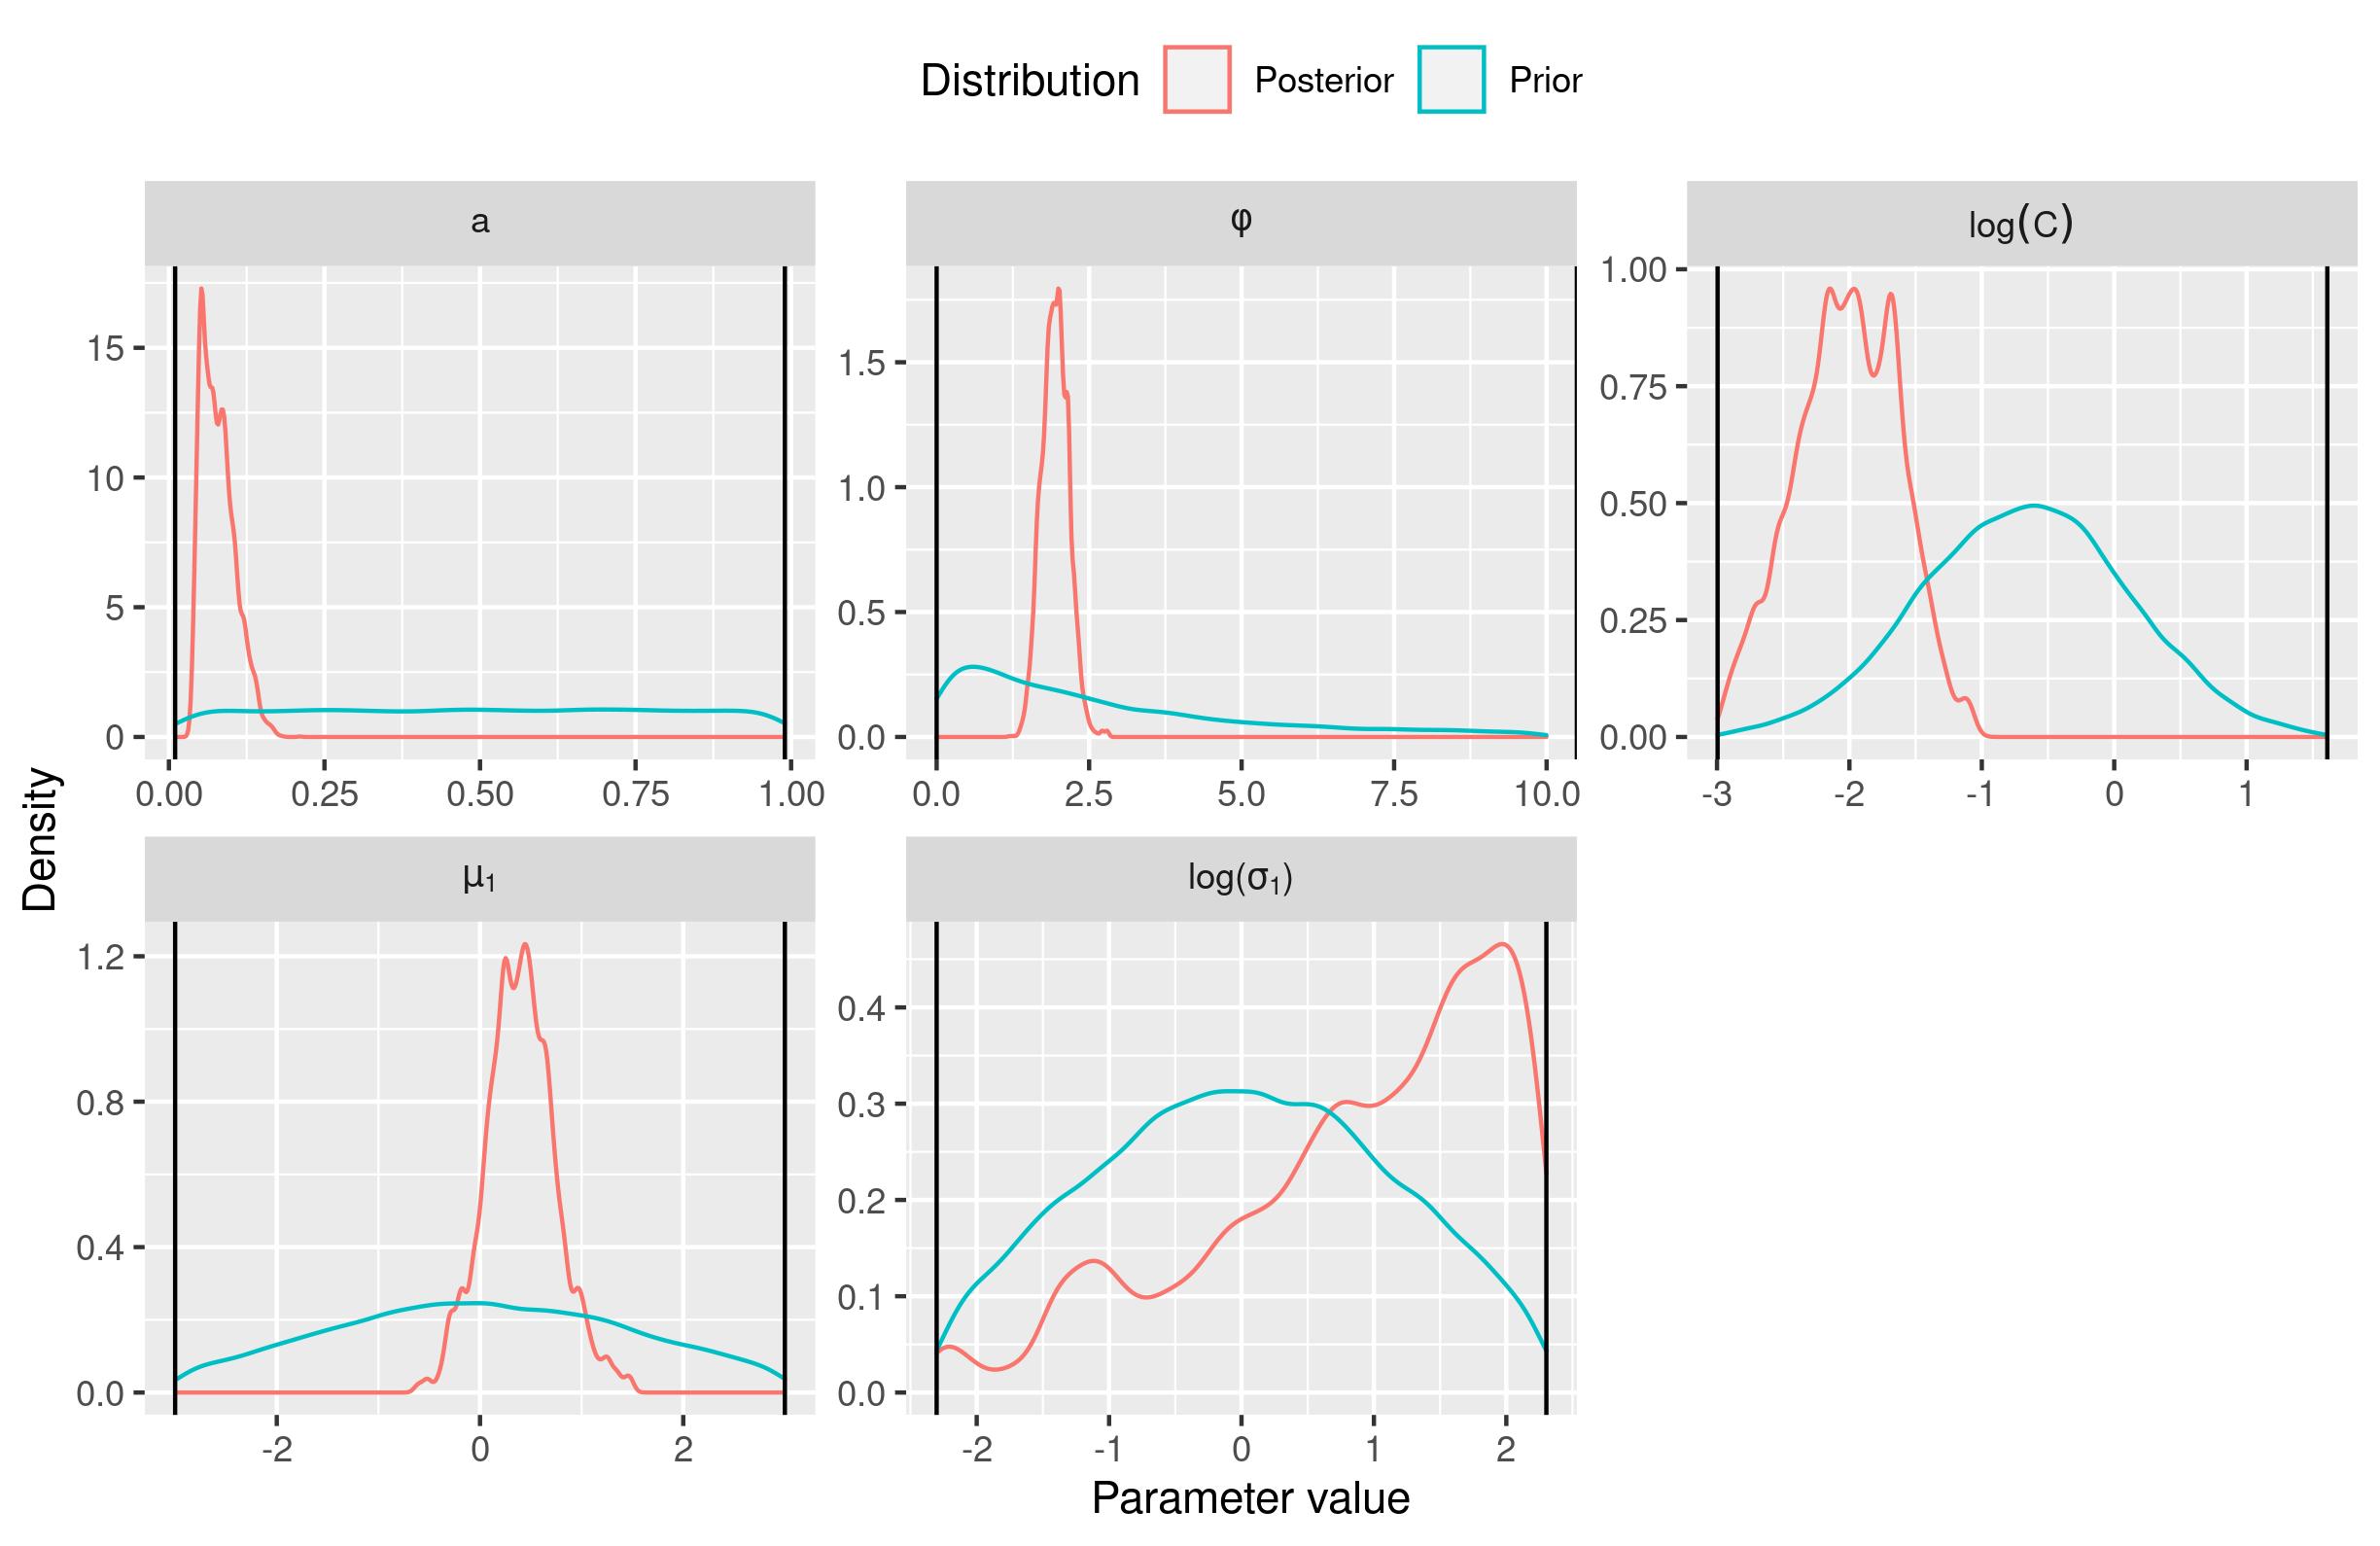 Distribution Posterior Prior
a
φ
log(C)
15
10
5
0
0.00 0.25 0.50 0.75 1.00
1.5
1.0
0.5
0.0
0.0 2.5 5.0 7.5 10.0
1.00
0.75
0.50
0.25
0.00
-3 -2 -1 0 1
Density
μ₁
log(σ₁)
1.2
0.8
0.4
0.0
-2 0 2
0.4
0.3
0.2
0.1
0.0
-2 -1 0 1 2
Parameter value